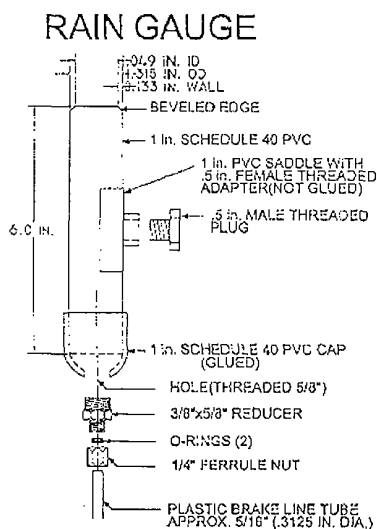 RAIN GAUGE
1.049 IN. ID
1.315 IN. OD
0.133 IN. WALL
BEVELED EDGE
1 In. SCHEDULE 40 PVC
1 in. PVC SADDLE WITH
.5 in. FEMALE THREADED
ADAPTER(NOT GLUED)
.5 in. MALE THREADED
PLUG
6.0 IN.
1 in. SCHEDULE 40 PVC CAP
(GLUED)
HOLE(THREADED 5/8")
3/8"x5/8" REDUCER
O-RINGS (2)
1/4" FERRULE NUT
PLASTIC BRAKE LINE TUBE
APPROX. 5/16" (.3125 IN. DIA.)